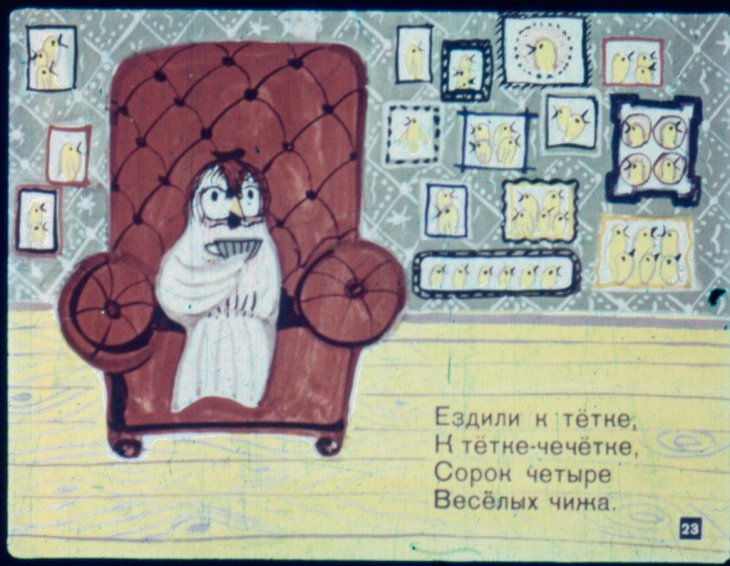 Ездили к тётке,
К тётке-чечётке,
Сорок четыре
Весёлых чижа.
23